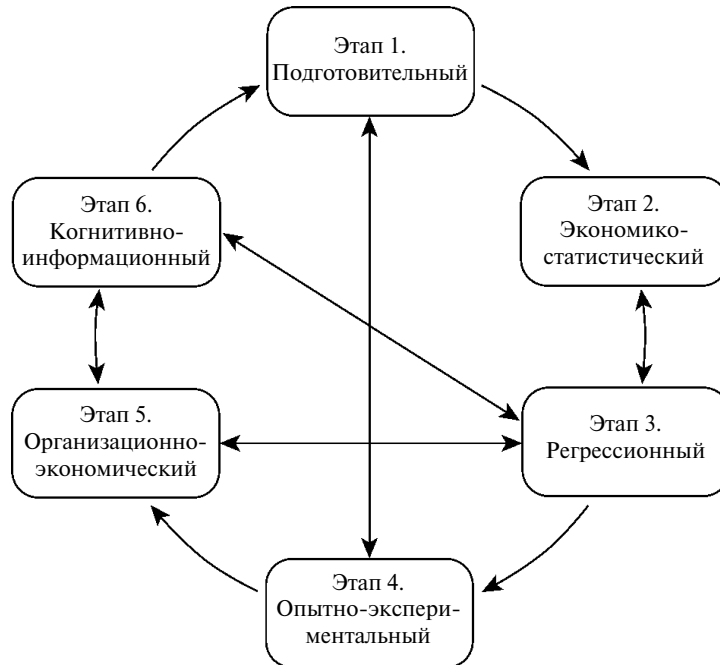 Этап 1.
Подготовительный
Этап 2.
Экономико-
статистический
Этап 3.
Регрессионный
Этап 4.
Опытно-экспери-
ментальный
Этап 5.
Организационно-
экономический
Этап 6.
Когнитивно-
информационный